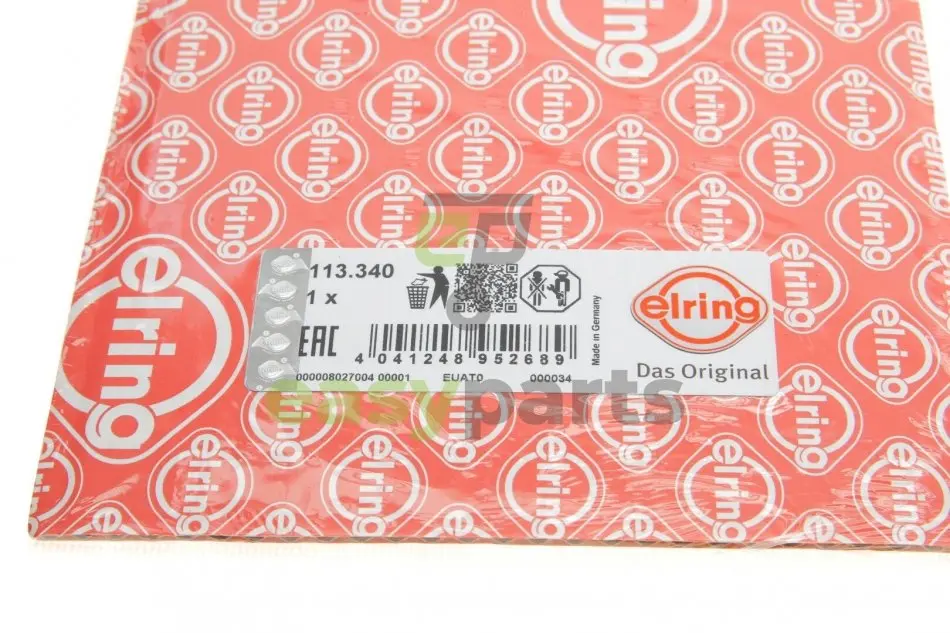 elring
113.340
1 x
EAC
4 041248 952689
000008027004 00001 EUAT0 000034
Made in Germany
elring
Das Original
easyparts
elring